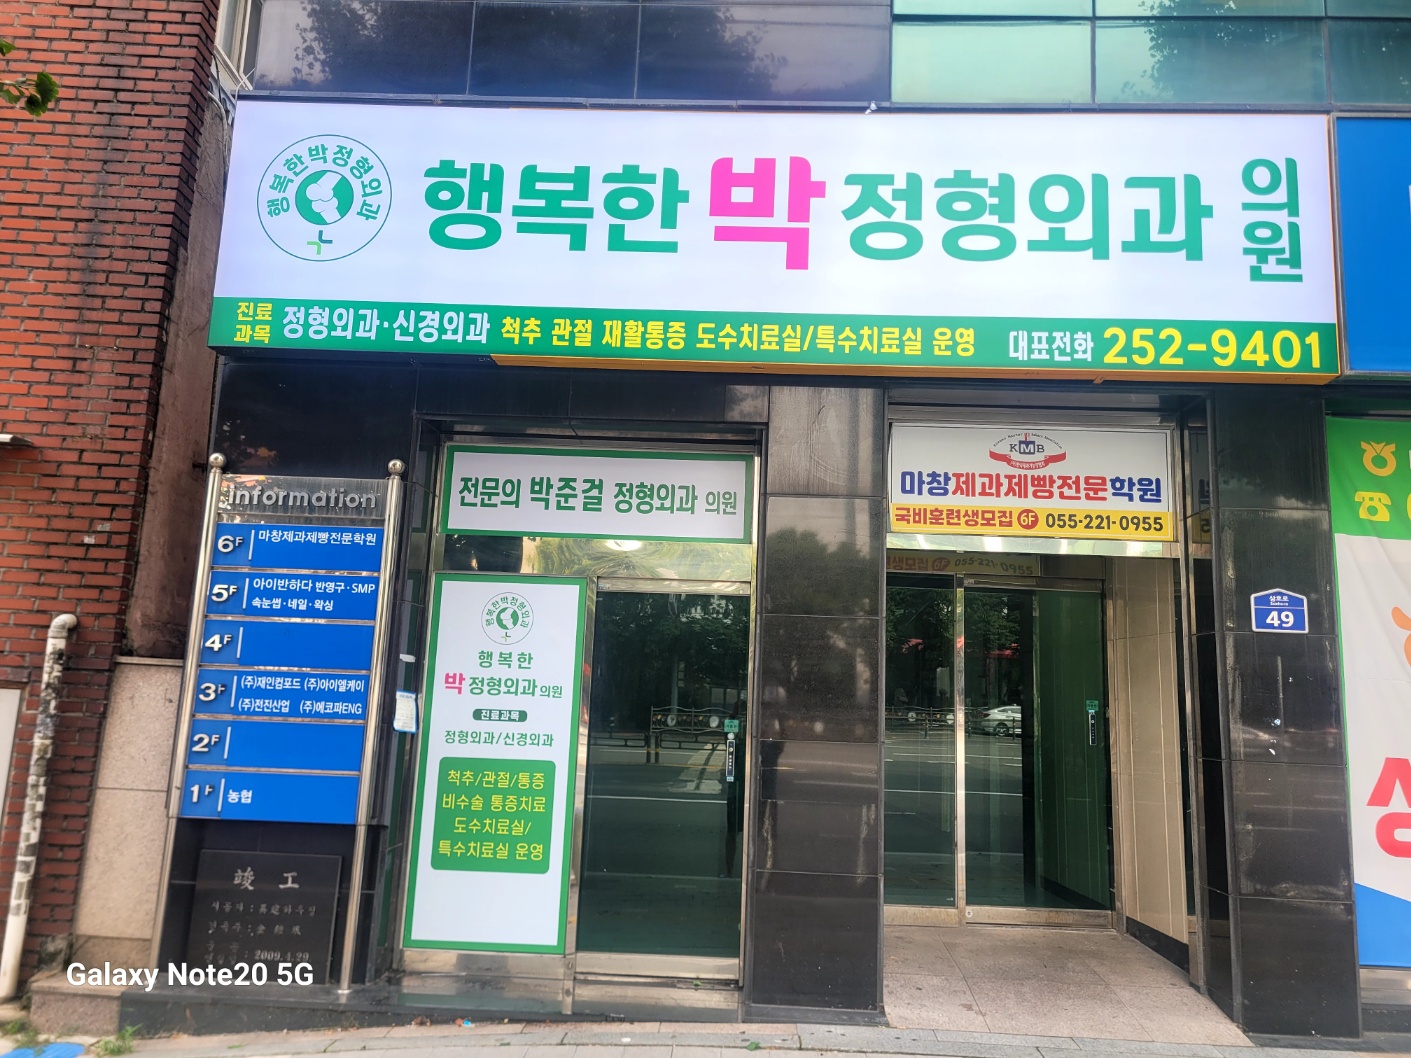 행복한박정형외과
행복한 박 정형외과 의원
진료과목 정형외과·신경외과 척추 관절 재활통증 도수치료실/특수치료실 운영 대표전화 252-9401
전문의 박준걸 정형외과 의원
KMB
마창제과제빵전문학원
국비훈련생모집 6F 055-221-0955
information
6F 마창제과제빵전문학원
5F 아이반하다 반영구·SMP
속눈썹·네일·왁싱
4F
3F (주)재인컴포드 (주)아이엘케이
(주)전진산업 (주)에코파ENG
2F
1F 농협
행복한박정형외과
행복한
박정형외과의원
진료과목
정형외과/신경외과
척추/관절/통증
비수술 통증치료
도수치료실/
특수치료실 운영
삼호로
49
竣工
2009.4.29
Galaxy Note20 5G